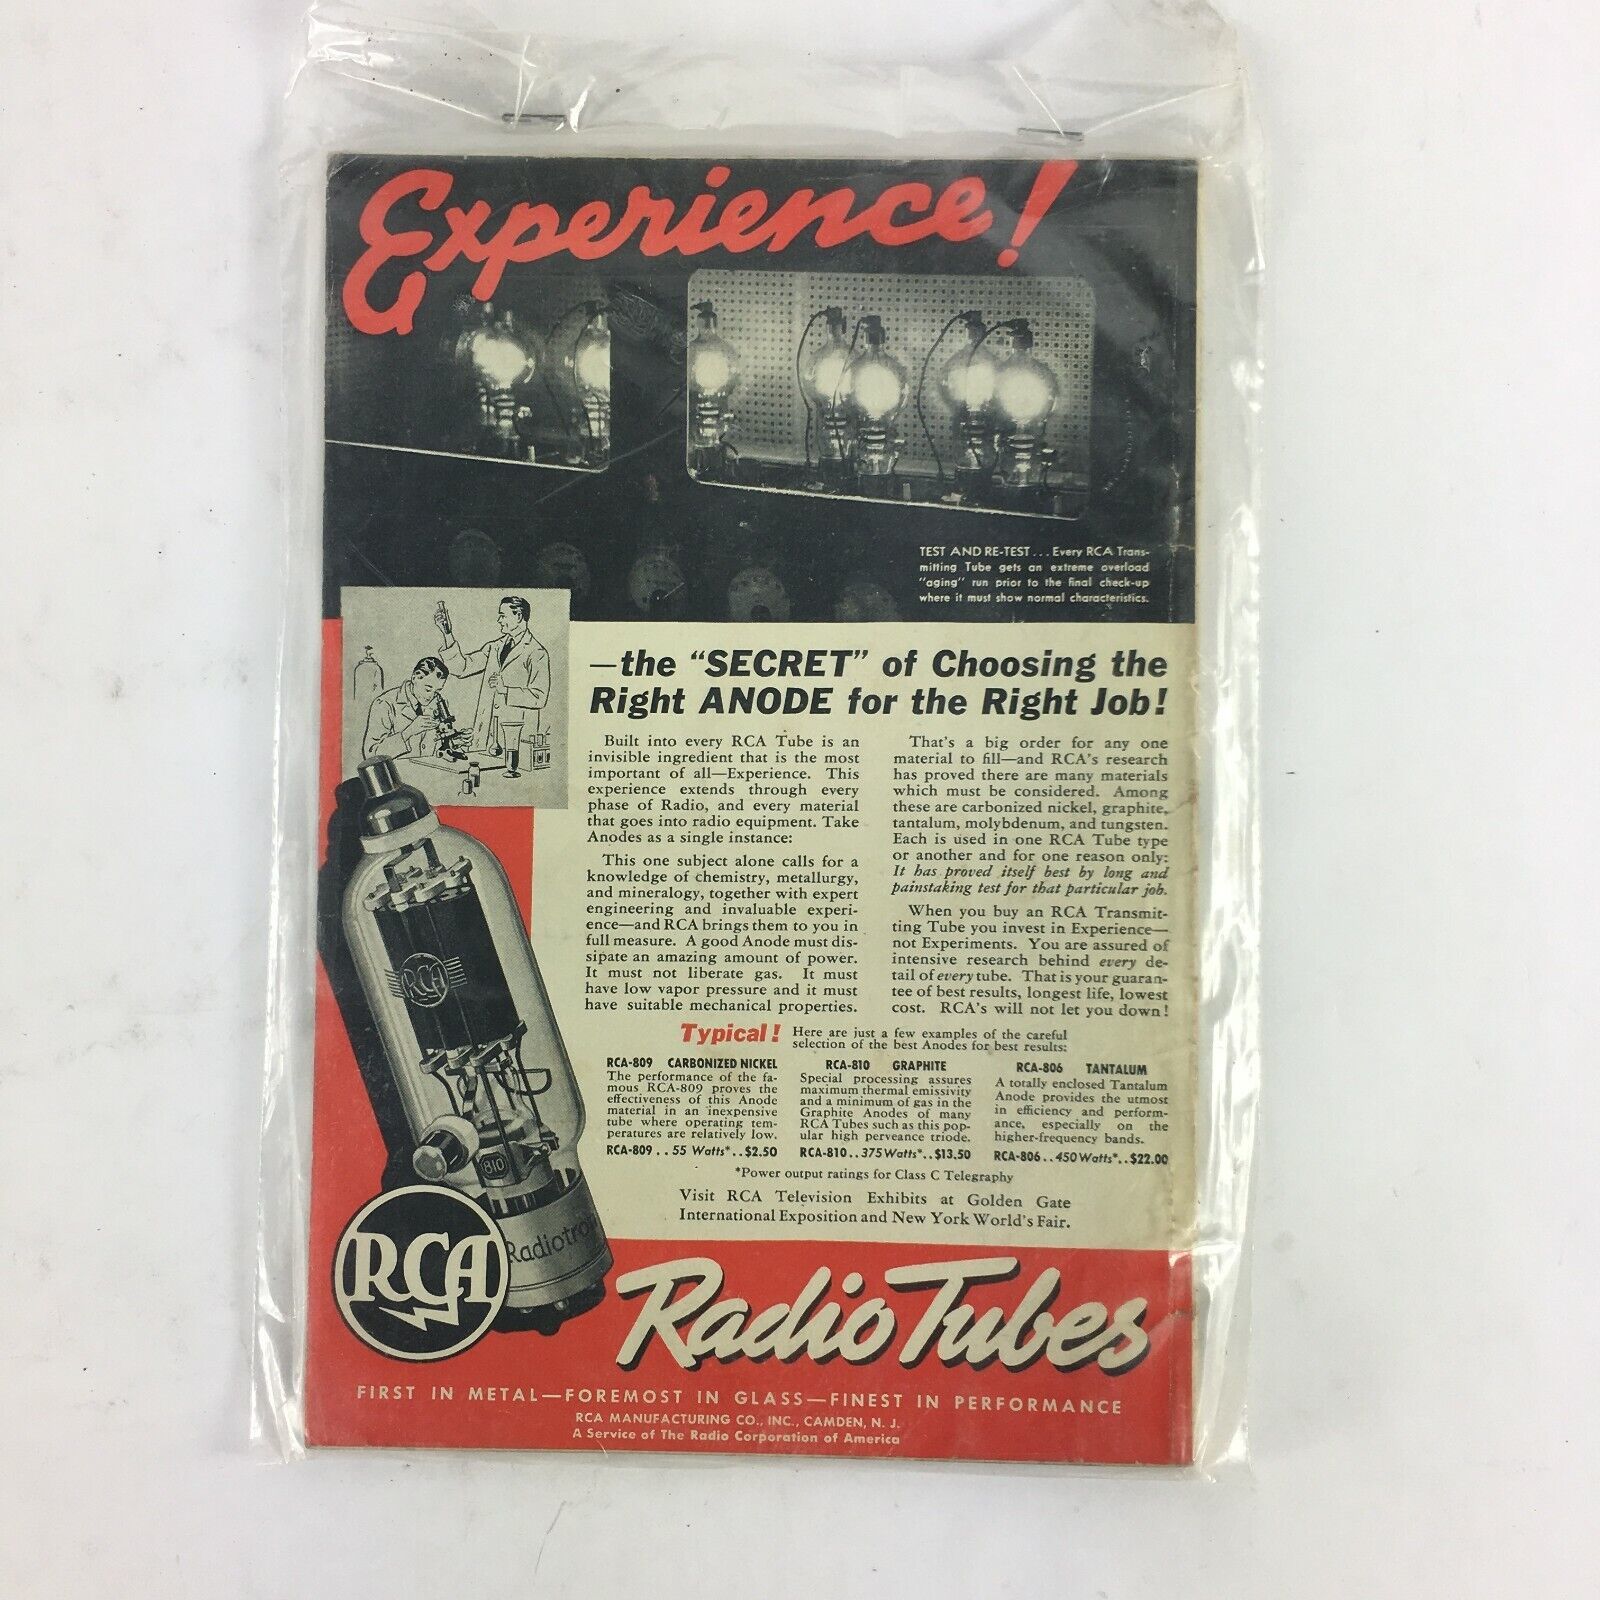 Experience!
TEST AND RE-TEST... Every RCA Trans-
mitting Tube gets an extreme overload
"aging" run prior to the final check-up
where it must show normal characteristics.
—the "SECRET" of Choosing the
Right ANODE for the Right Job!
Built into every RCA Tube is an
invisible ingredient that is the most
important of all—Experience. This
experience extends through every
phase of Radio, and every material
that goes into radio equipment. Take
Anodes as a single instance:
This one subject alone calls for a
knowledge of chemistry, metallurgy,
and mineralogy, together with expert
engineering and invaluable experi-
ence—and RCA brings them to you in
full measure. A good Anode must dis-
sipate an amazing amount of power.
It must not liberate gas. It must
have low vapor pressure and it must
have suitable mechanical properties.
That's a big order for any one
material to fill—and RCA's research
has proved there are many materials
which must be considered. Among
these are carbonized nickel, graphite,
tantalum, molybdenum, and tungsten.
Each is used in one RCA Tube type
or another and for one reason only:
It has proved itself best by long and
painstaking test for that particular job.
When you buy an RCA Transmit-
ting Tube you invest in Experience—
not Experiments. You are assured of
intensive research behind every de-
tail of every tube. That is your guaran-
tee of best results, longest life, lowest
cost. RCA's will not let you down!
Typical! Here are just a few examples of the careful
selection of the best Anodes for best results:
RCA-809 CARBONIZED NICKEL
The performance of the fa-
mous RCA-809 proves the
effectiveness of this Anode
material in an inexpensive
tube where operating tem-
peratures are relatively low.
RCA-809 .. 55 Watts*..$2.50
RCA-810 GRAPHITE
Special processing assures
maximum thermal emissivity
and a minimum of gas in the
Graphite Anodes of many
RCA Tubes such as this pop-
ular high perveance triode.
RCA-810..375 Watts*..$13.50
RCA-806 TANTALUM
A totally enclosed Tantalum
Anode provides the utmost
in efficiency and perform-
ance, especially on the
higher-frequency bands.
RCA-806..450 Watts*..$22.00
*Power output ratings for Class C Telegraphy
Visit RCA Television Exhibits at Golden Gate
International Exposition and New York World's Fair.
RCA
810
Radiotron
RCA
Radio Tubes
FIRST IN METAL—FOREMOST IN GLASS—FINEST IN PERFORMANCE
RCA MANUFACTURING CO., INC., CAMDEN, N. J.
A Service of The Radio Corporation of America